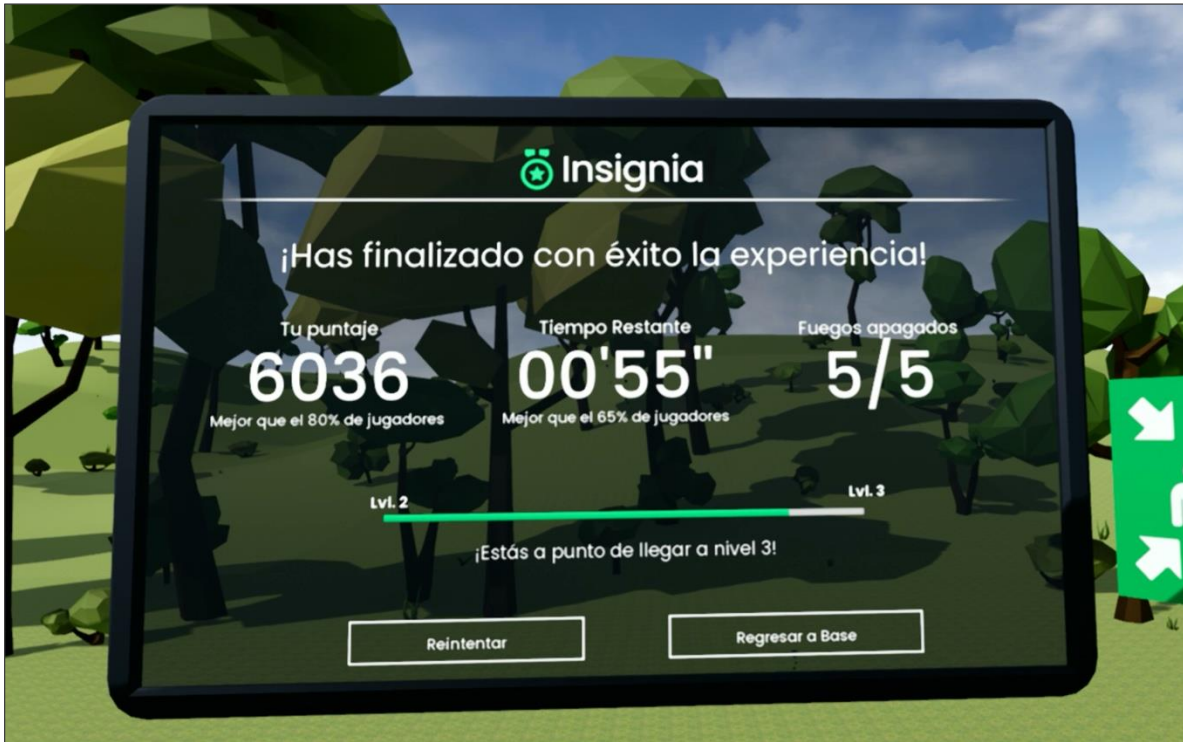 Insignia
¡Has finalizado con éxito la experiencia!
Tu puntaje
6036
Mejor que el 80% de jugadores
Tiempo Restante
00'55"
Mejor que el 65% de jugadores
Fuegos apagados
5/5
Lvl. 2
Lvl. 3
¡Estás a punto de llegar a nivel 3!
Reintentar
Regresar a Base